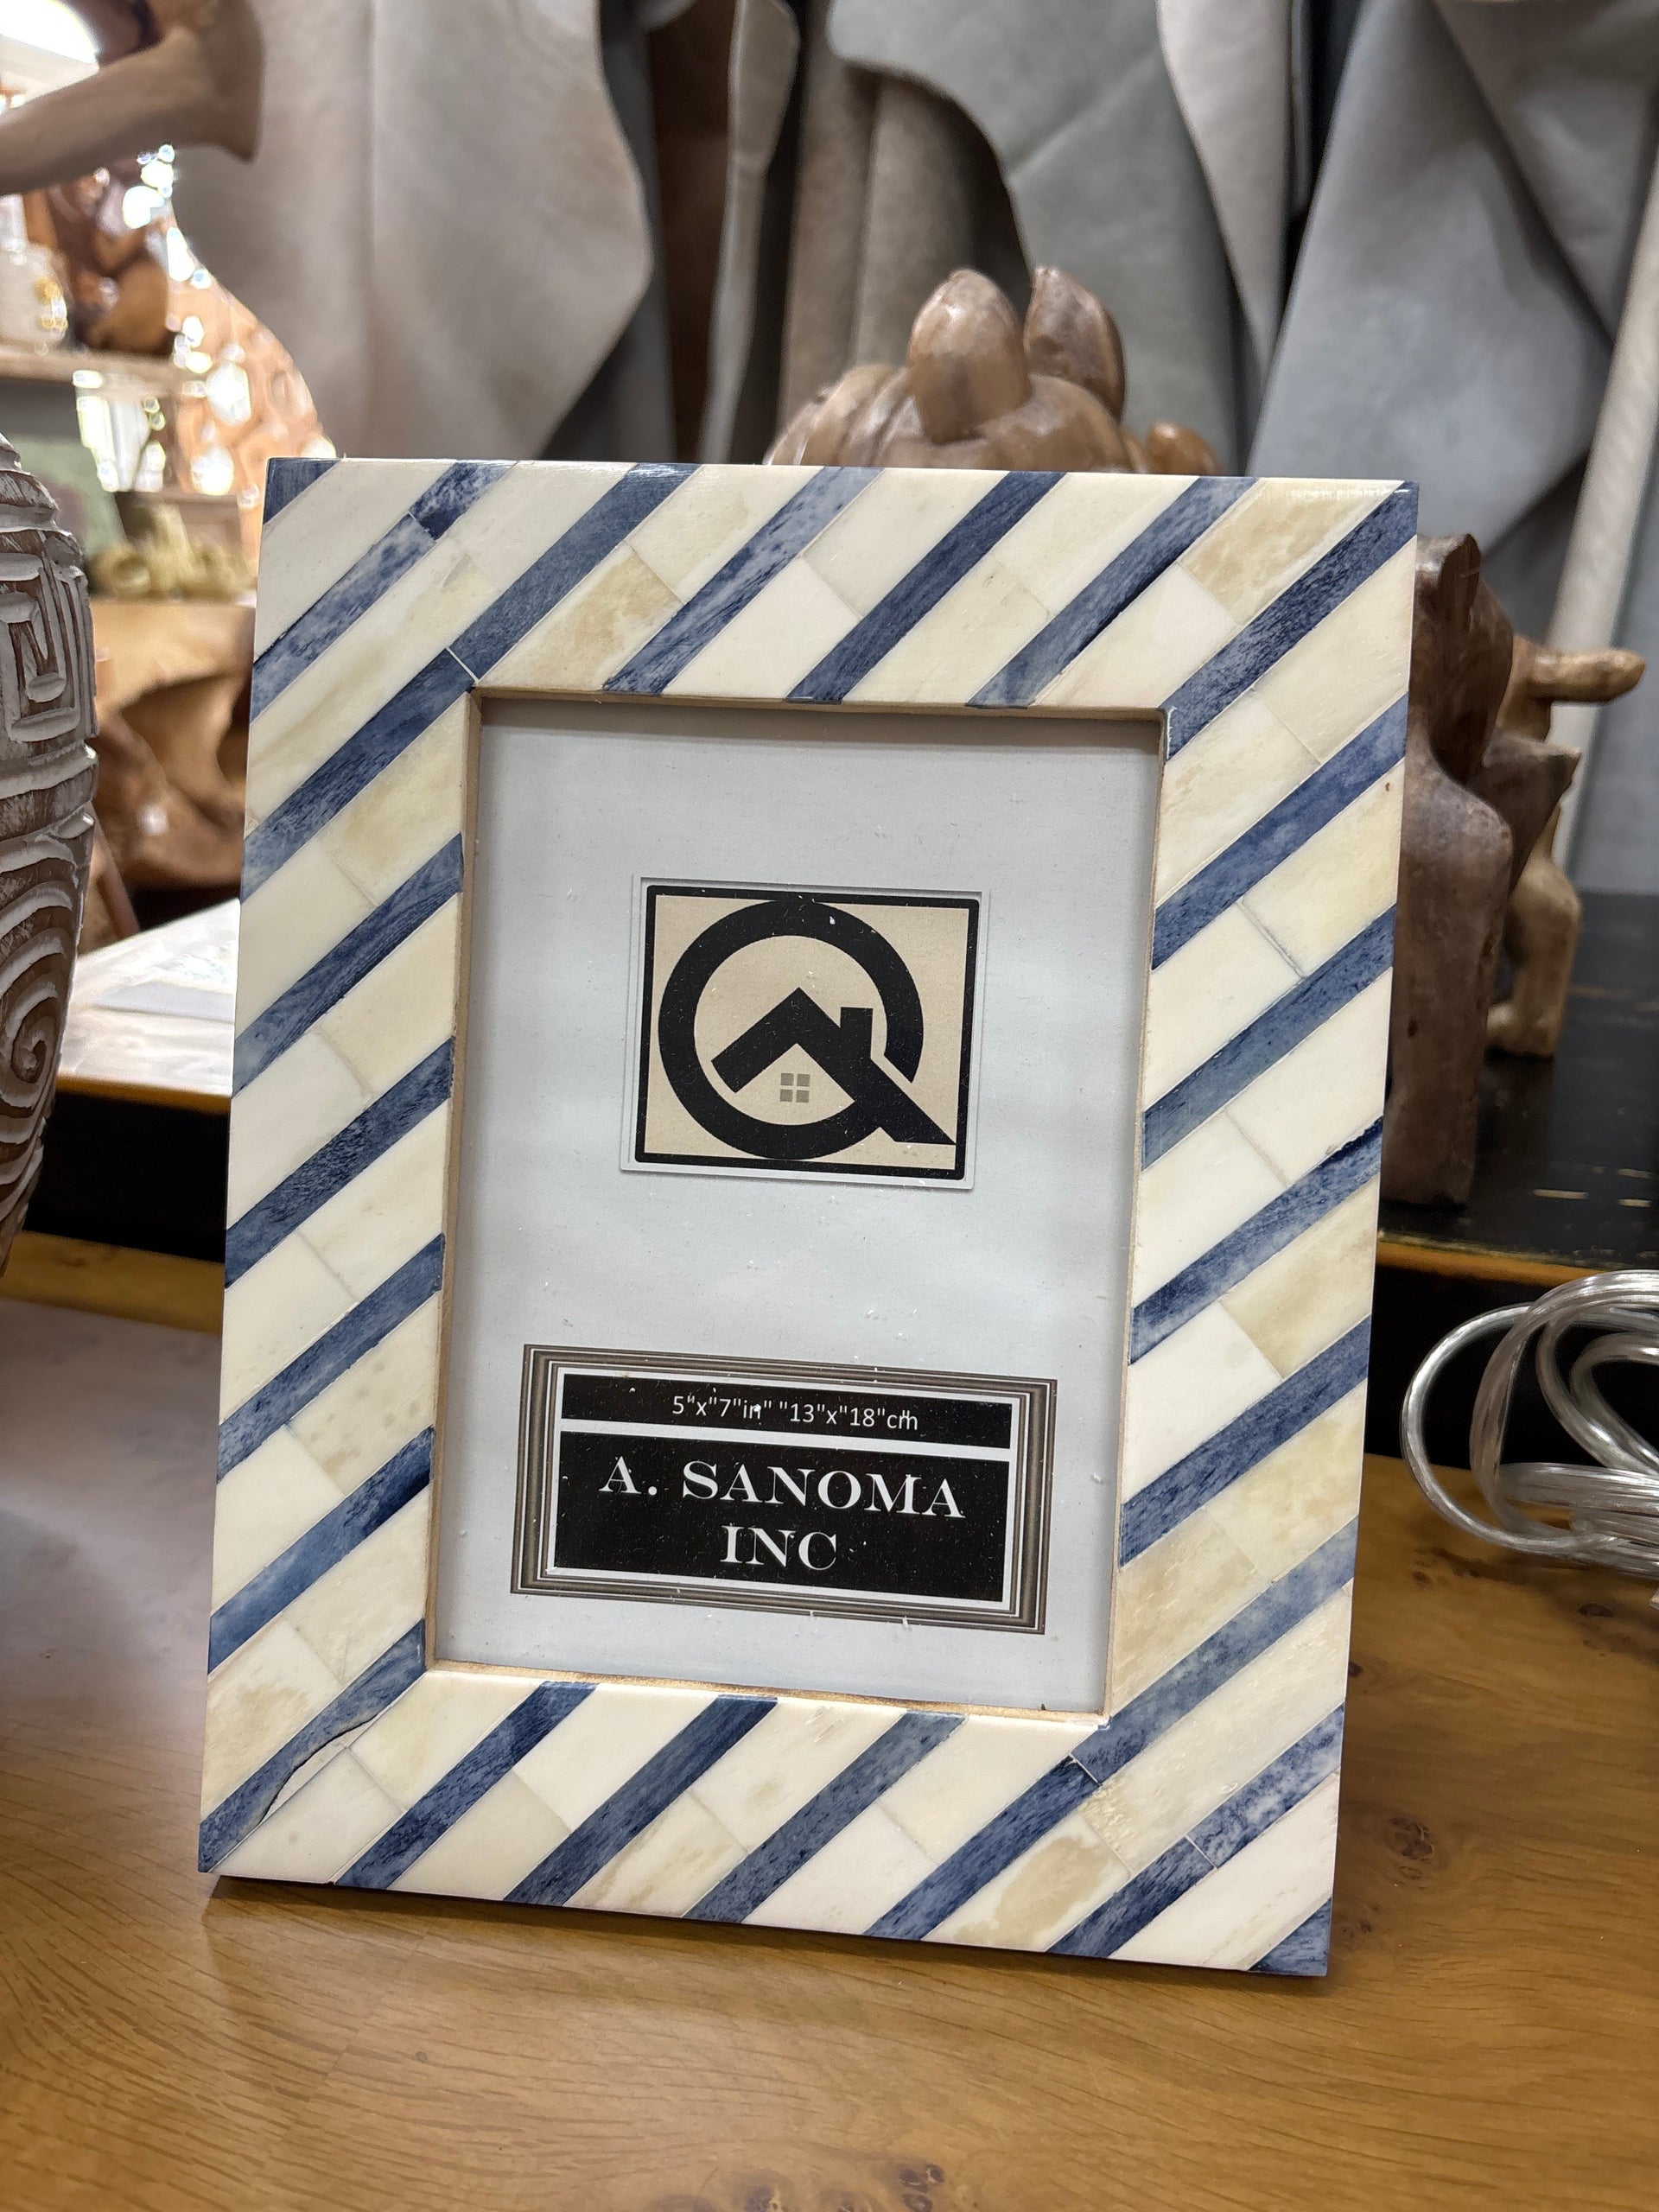 5"x"7"in" "13"x"18"cm
A. SANOMA
INC